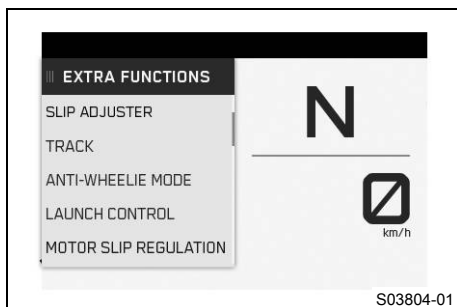 EXTRA FUNCTIONS
SLIP ADJUSTER
TRACK
ANTI-WHEELIE MODE
LAUNCH CONTROL
MOTOR SLIP REGULATION
N
0
km/h
S03804-01